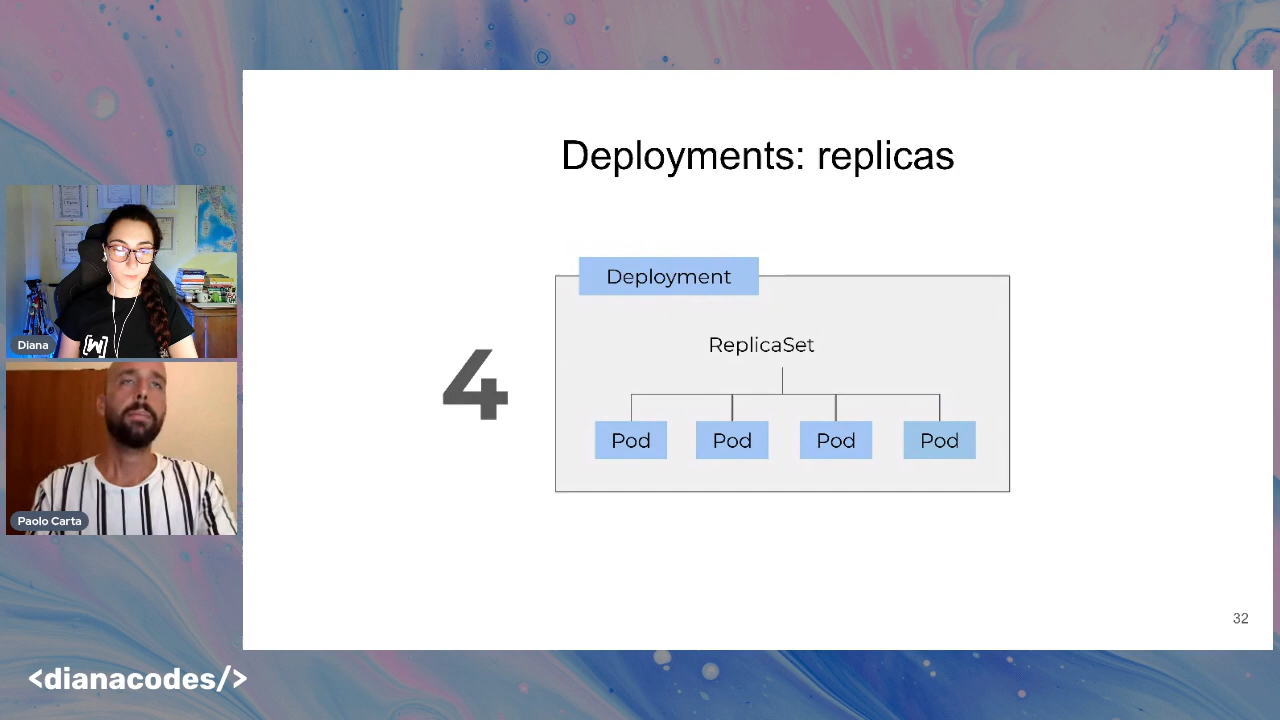 Deployments: replicas
Deployment
ReplicaSet
4
Pod Pod Pod Pod
32
Diana
Paolo Carta
<dianacodes/>